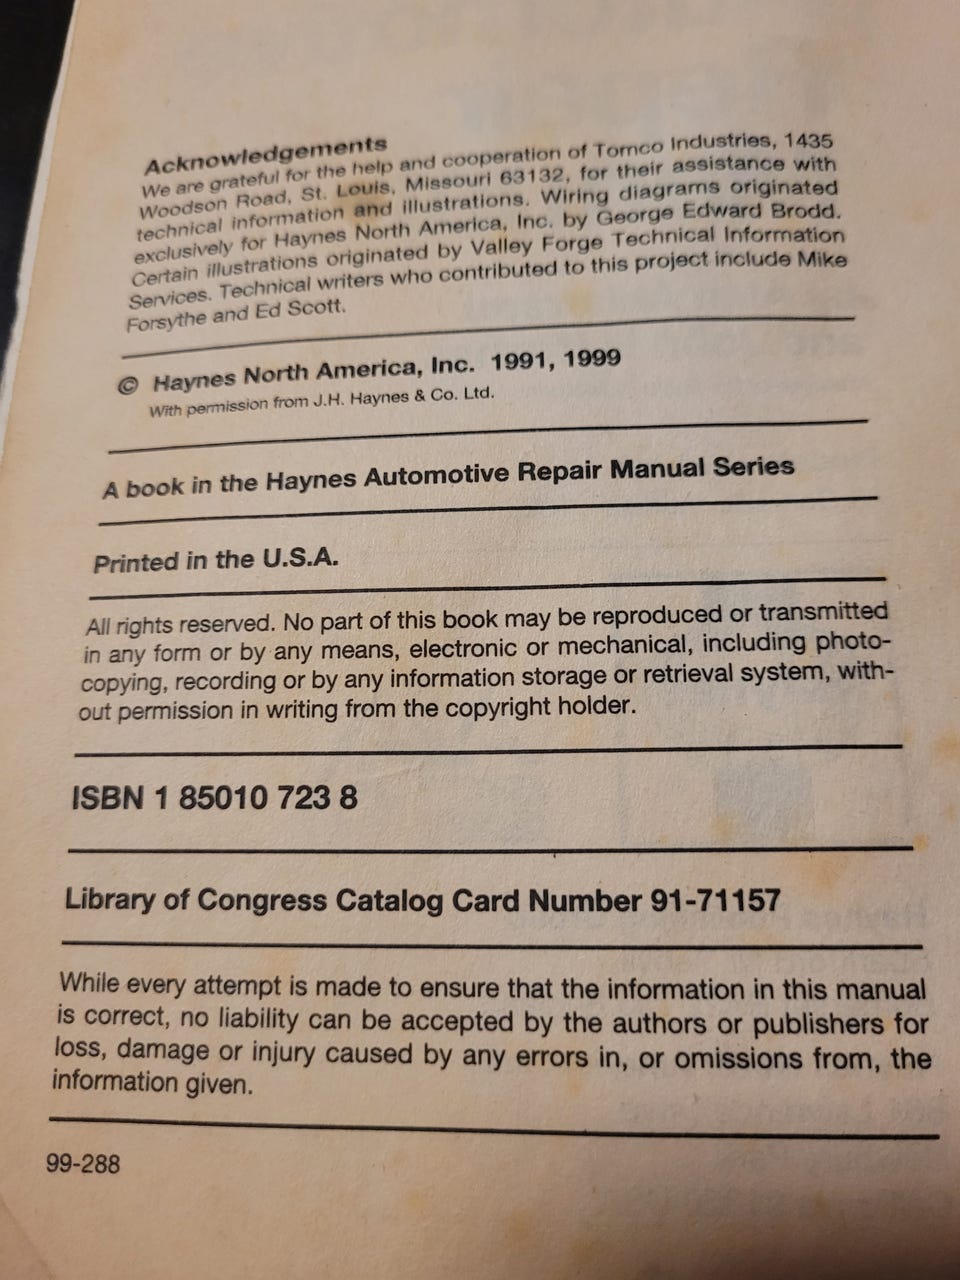 Acknowledgements
We are grateful for the help and cooperation of Tomco Industries, 1435
Woodson Road, St. Louis, Missouri 63132, for their assistance with
technical information and illustrations. Wiring diagrams originated
exclusively for Haynes North America, Inc. by George Edward Brodd.
Certain illustrations originated by Valley Forge Technical Information
Services. Technical writers who contributed to this project include Mike
Forsythe and Ed Scott.
© Haynes North America, Inc. 1991, 1999
With permission from J.H. Haynes & Co. Ltd.
A book in the Haynes Automotive Repair Manual Series
Printed in the U.S.A.
All rights reserved. No part of this book may be reproduced or transmitted
in any form or by any means, electronic or mechanical, including photo-
copying, recording or by any information storage or retrieval system, with-
out permission in writing from the copyright holder.
ISBN 1 85010 723 8
Library of Congress Catalog Card Number 91-71157
While every attempt is made to ensure that the information in this manual
is correct, no liability can be accepted by the authors or publishers for
loss, damage or injury caused by any errors in, or omissions from, the
information given.
99-288